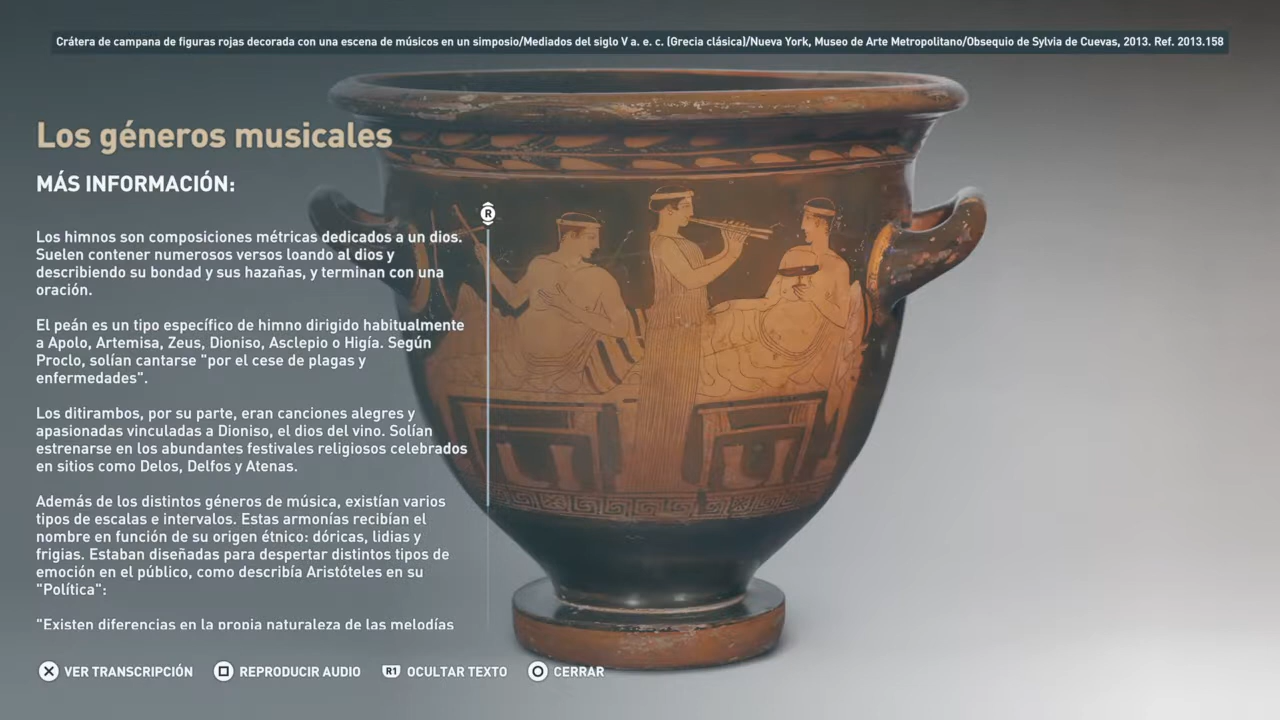 Crátera de campana de figuras rojas decorada con una escena de músicos en un simposio/Mediados del siglo V a. e. c. (Grecia clásica)/Nueva York, Museo de Arte Metropolitano/Obsequio de Sylvia de Cuevas, 2013. Ref. 2013.158
Los géneros musicales
MÁS INFORMACIÓN:
R
Los himnos son composiciones métricas dedicados a un dios.
Suelen contener numerosos versos loando al dios y
describiendo su bondad y sus hazañas, y terminan con una
oración.
El peán es un tipo específico de himno dirigido habitualmente
a Apolo, Artemisa, Zeus, Dioniso, Asclepio o Higía. Según
Proclo, solían cantarse "por el cese de plagas y
enfermedades".
Los ditirambos, por su parte, eran canciones alegres y
apasionadas vinculadas a Dioniso, el dios del vino. Solían
estrenarse en los abundantes festivales religiosos celebrados
en sitios como Delos, Delfos y Atenas.
Además de los distintos géneros de música, existían varios
tipos de escalas e intervalos. Estas armonías recibían el
nombre en función de su origen étnico: dóricas, lidias y
frigias. Estaban diseñadas para despertar distintos tipos de
emoción en el público, como describía Aristóteles en su
"Política":
"Existen diferencias en la propia naturaleza de las melodías
VER TRANSCRIPCIÓN REPRODUCIR AUDIO R1 OCULTAR TEXTO CERRAR